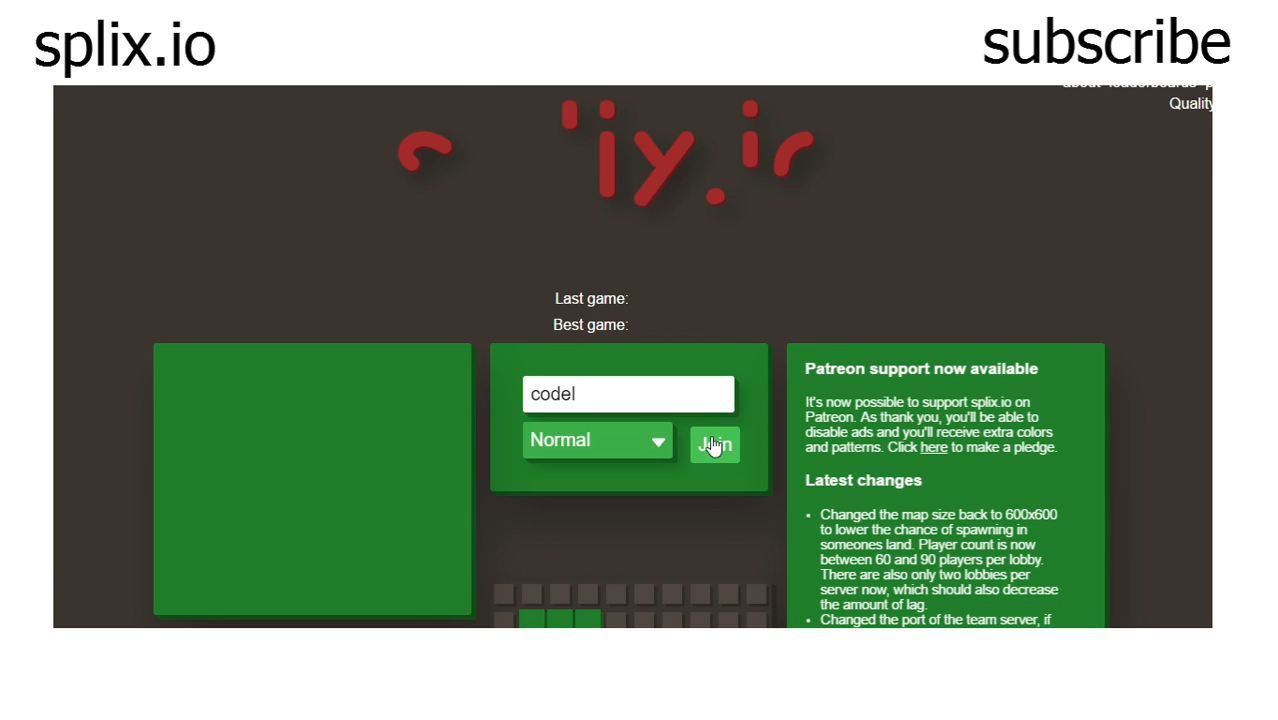 splix.io
subscribe
Quality
Last game:
Best game:
codel
Normal
Join
Patreon support now available
It's now possible to support splix.io on
Patreon. As thank you, you'll be able to
disable ads and you'll receive extra colors
and patterns. Click here to make a pledge.
Latest changes
• Changed the map size back to 600x600
to lower the chance of spawning in
someones land. Player count is now
between 60 and 90 players per lobby.
There are also only two lobbies per
server now, which should also decrease
the amount of lag.
• Changed the port of the team server, if